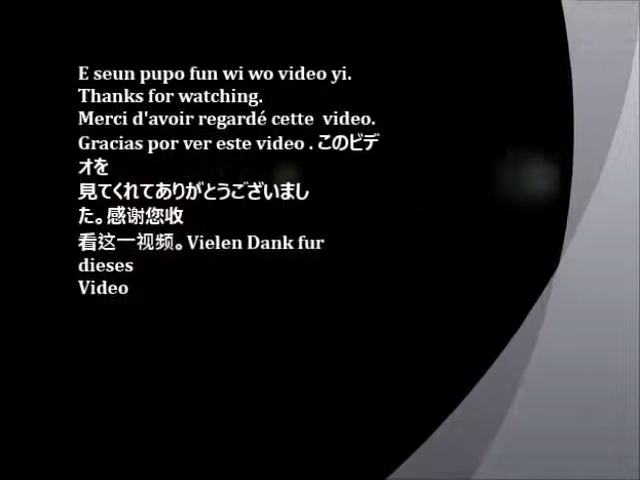 E seun pupo fun wi wo video yi.
Thanks for watching.
Merci d'avoir regardé cette video.
Gracias por ver este video . このビデ
オを
見てくれてありがとうございまし
た。感谢您收
看这一视频。Vielen Dank fur
dieses
Video